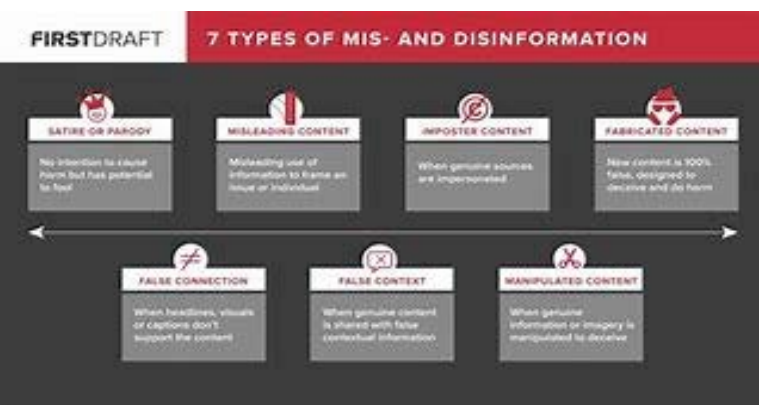 FIRSTDRAFT
7 TYPES OF MIS- AND DISINFORMATION
SATIRE OR PARODY
No intention to cause
harm but has potential
to fool
MISLEADING CONTENT
Misleading use of
information to frame an
issue or individual
IMPOSTER CONTENT
When genuine sources
are impersonated
FABRICATED CONTENT
New content is 100%
false, designed to
deceive and do harm
FALSE CONNECTION
When headlines, visuals
or captions don't
support the content
FALSE CONTEXT
When genuine content
is shared with false
contextual information
MANIPULATED CONTENT
When genuine
information or imagery is
manipulated to deceive